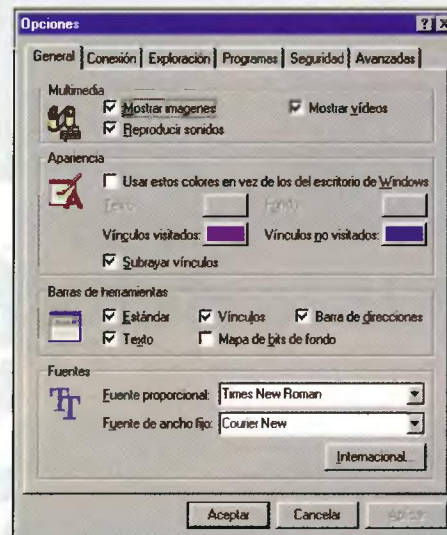 Opciones
General Conexión Exploración Programas Seguridad Avanzadas
Multimedia
Mostrar imagenes Mostrar vídeos
Reproducir sonidos
Apariencia
Usar estos colores en vez de los del escritorio de Windows
Texto: Fondo:
Vínculos visitados: Vínculos no visitados:
Subrayar vínculos
Barras de herramientas
Estándar Vínculos Barra de direcciones
Texto Mapa de bits de fondo
Fuentes
Fuente proporcional: Times New Roman
Fuente de ancho fijo: Courier New
Internacional...
Aceptar Cancelar Aplicar